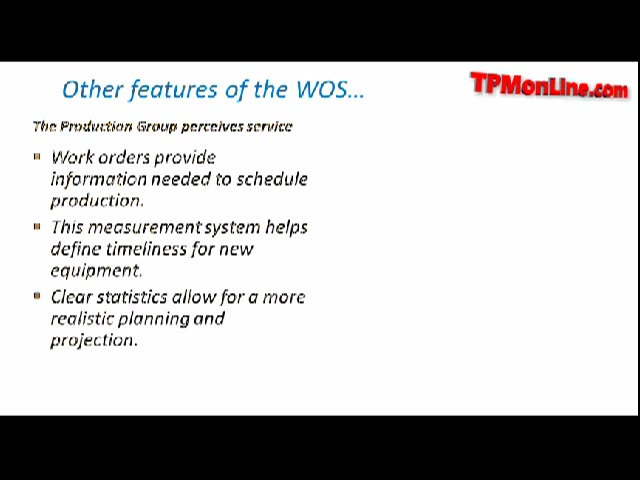 Other features of the WOS...
TPMonLine.com
The Production Group perceives service
Work orders provide
information needed to schedule
production.
This measurement system helps
define timeliness for new
equipment.
Clear statistics allow for a more
realistic planning and
projection.